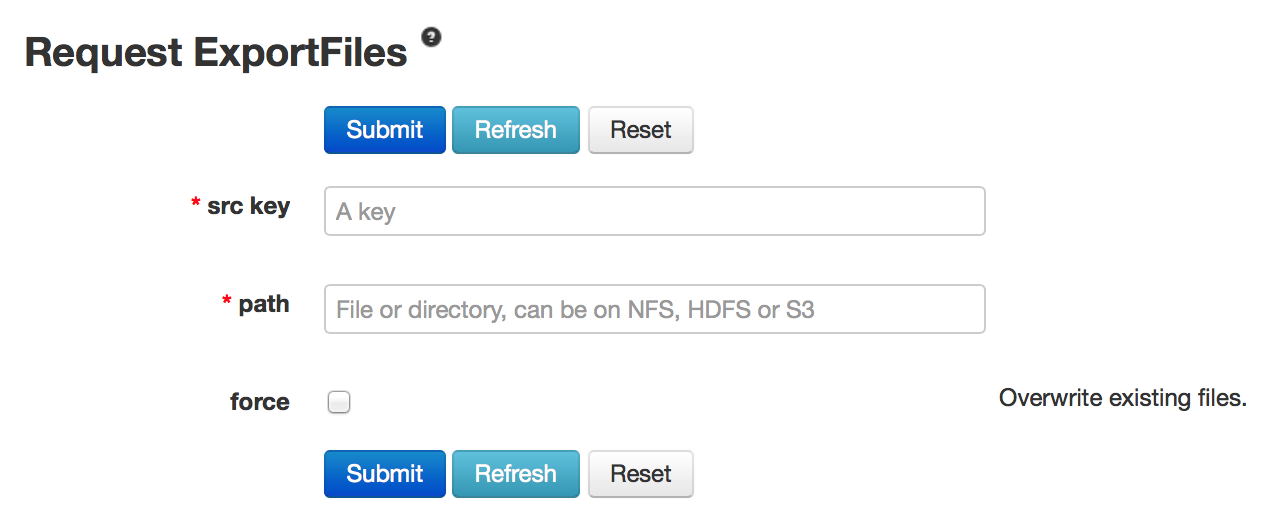 Request ExportFiles ?
Submit Refresh Reset
* src key A key
* path File or directory, can be on NFS, HDFS or S3
force Overwrite existing files.
Submit Refresh Reset